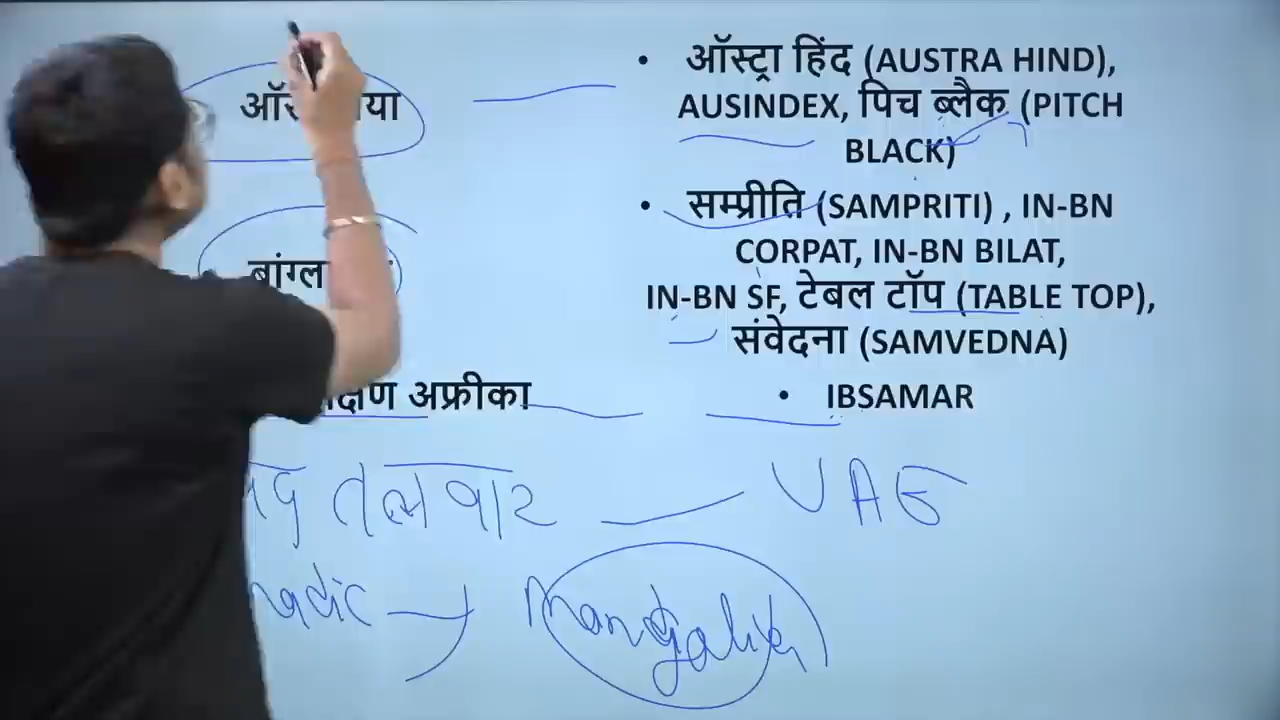 • ऑस्ट्रा हिंद (AUSTRA HIND),
AUSINDEX, पिच ब्लैक (PITCH
BLACK)
• सम्प्रीति (SAMPRITI) , IN-BN
CORPAT, IN-BN BILAT,
IN-BN SF, टेबल टॉप (TABLE TOP),
संवेदना (SAMVEDNA)
अफ्रीका • IBSAMAR
तलवार — UAE